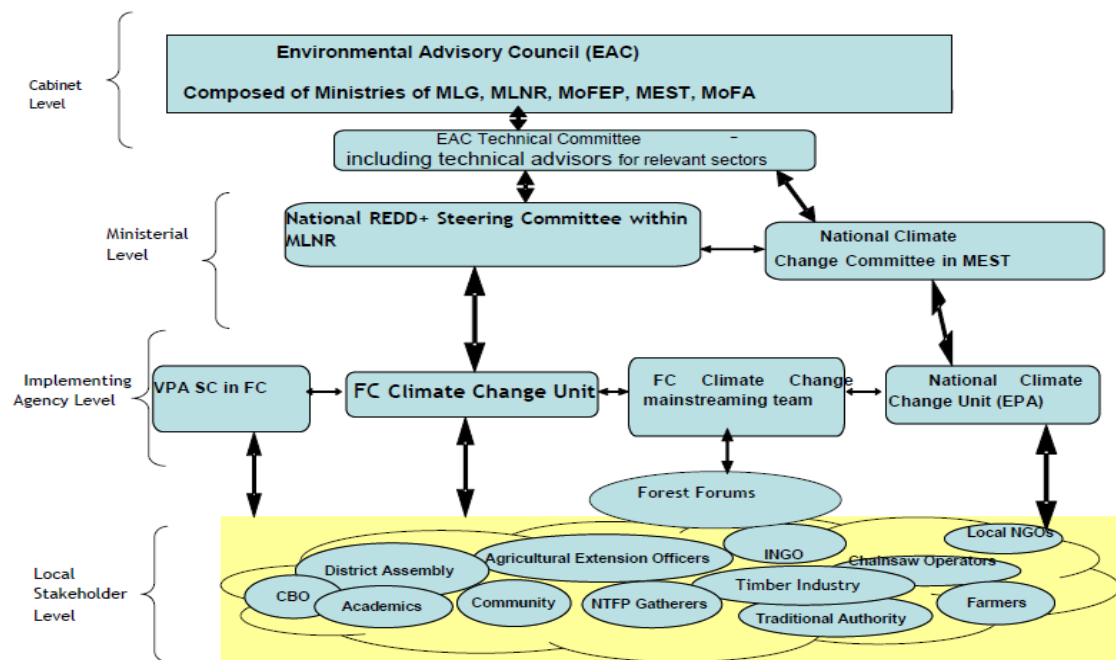 Cabinet
Level
Environmental Advisory Council (EAC)
Composed of Ministries of MLG, MLNR, MoFEP, MEST, MoFA
EAC Technical Committee –
including technical advisors for relevant sectors
Ministerial
Level
National REDD+ Steering Committee within
MLNR
National Climate
Change Committee in MEST
Implementing
Agency Level
VPA SC in FC
FC Climate Change Unit
FC Climate Change
mainstreaming team
National Climate
Change Unit (EPA)
Local
Stakeholder
Level
Forest Forums
Local NGOs
INGO
Agricultural Extension Officers
Chainsaw Operators
District Assembly
Timber Industry
CBO
Academics
Community
NTFP Gatherers
Traditional Authority
Farmers